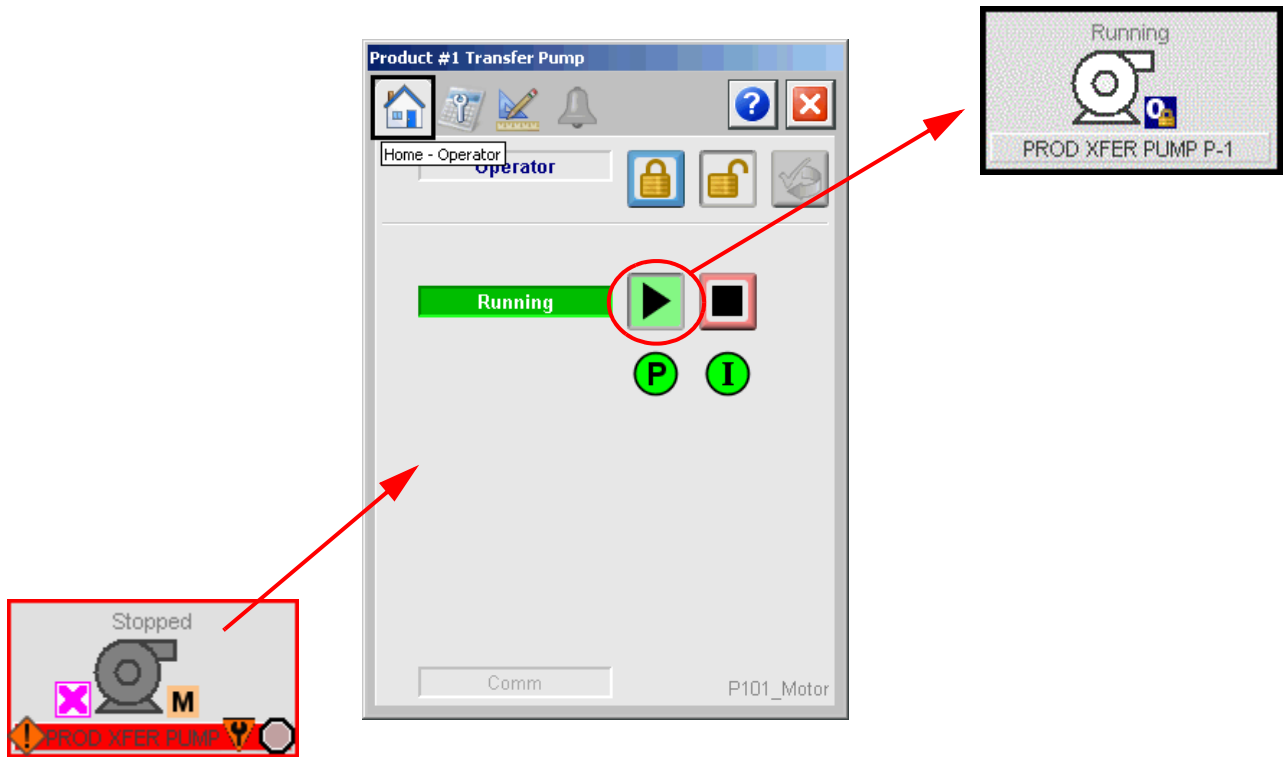 Running
PROD XFER PUMP P-1
Product #1 Transfer Pump
?
Home - Operator
Operator
Running
P
I
Comm
P101_Motor
Stopped
M
PROD XFER PUMP